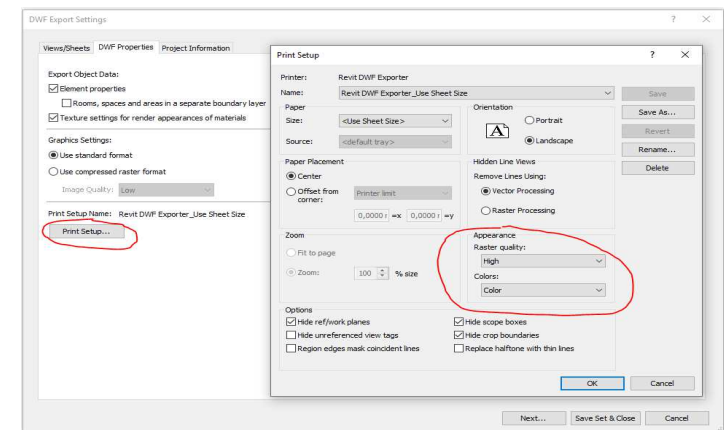 DWF Export Settings
? ×
Views/Sheets DWF Properties Project Information
Export Object Data:
Element properties
Rooms, spaces and areas in a separate boundary layer
Texture settings for render appearances of materials
Graphics Settings:
Use standard format
Use compressed raster format
Image Quality: Low
Print Setup Name: Revit DWF Exporter_Use Sheet Size
Print Setup...
Print Setup
? ×
Printer: Revit DWF Exporter
Name: Revit DWF Exporter_Use Sheet Size
Save
Save As...
Revert
Rename...
Delete
Paper
Size: <Use Sheet Size>
Source: <default tray>
Orientation
A
Portrait
Landscape
Paper Placement
Center
Offset from corner:
Printer limit
0,0000 =x 0,0000 =y
Hidden Line Views
Remove Lines Using:
Vector Processing
Raster Processing
Zoom
Fit to page
Zoom: 100 % size
Appearance
Raster quality:
High
Colors:
Color
Options
Hide ref/work planes
Hide unreferenced view tags
Region edges mask coincident lines
Hide scope boxes
Hide crop boundaries
Replace halftone with thin lines
OK Cancel
Next... Save Set & Close Cancel